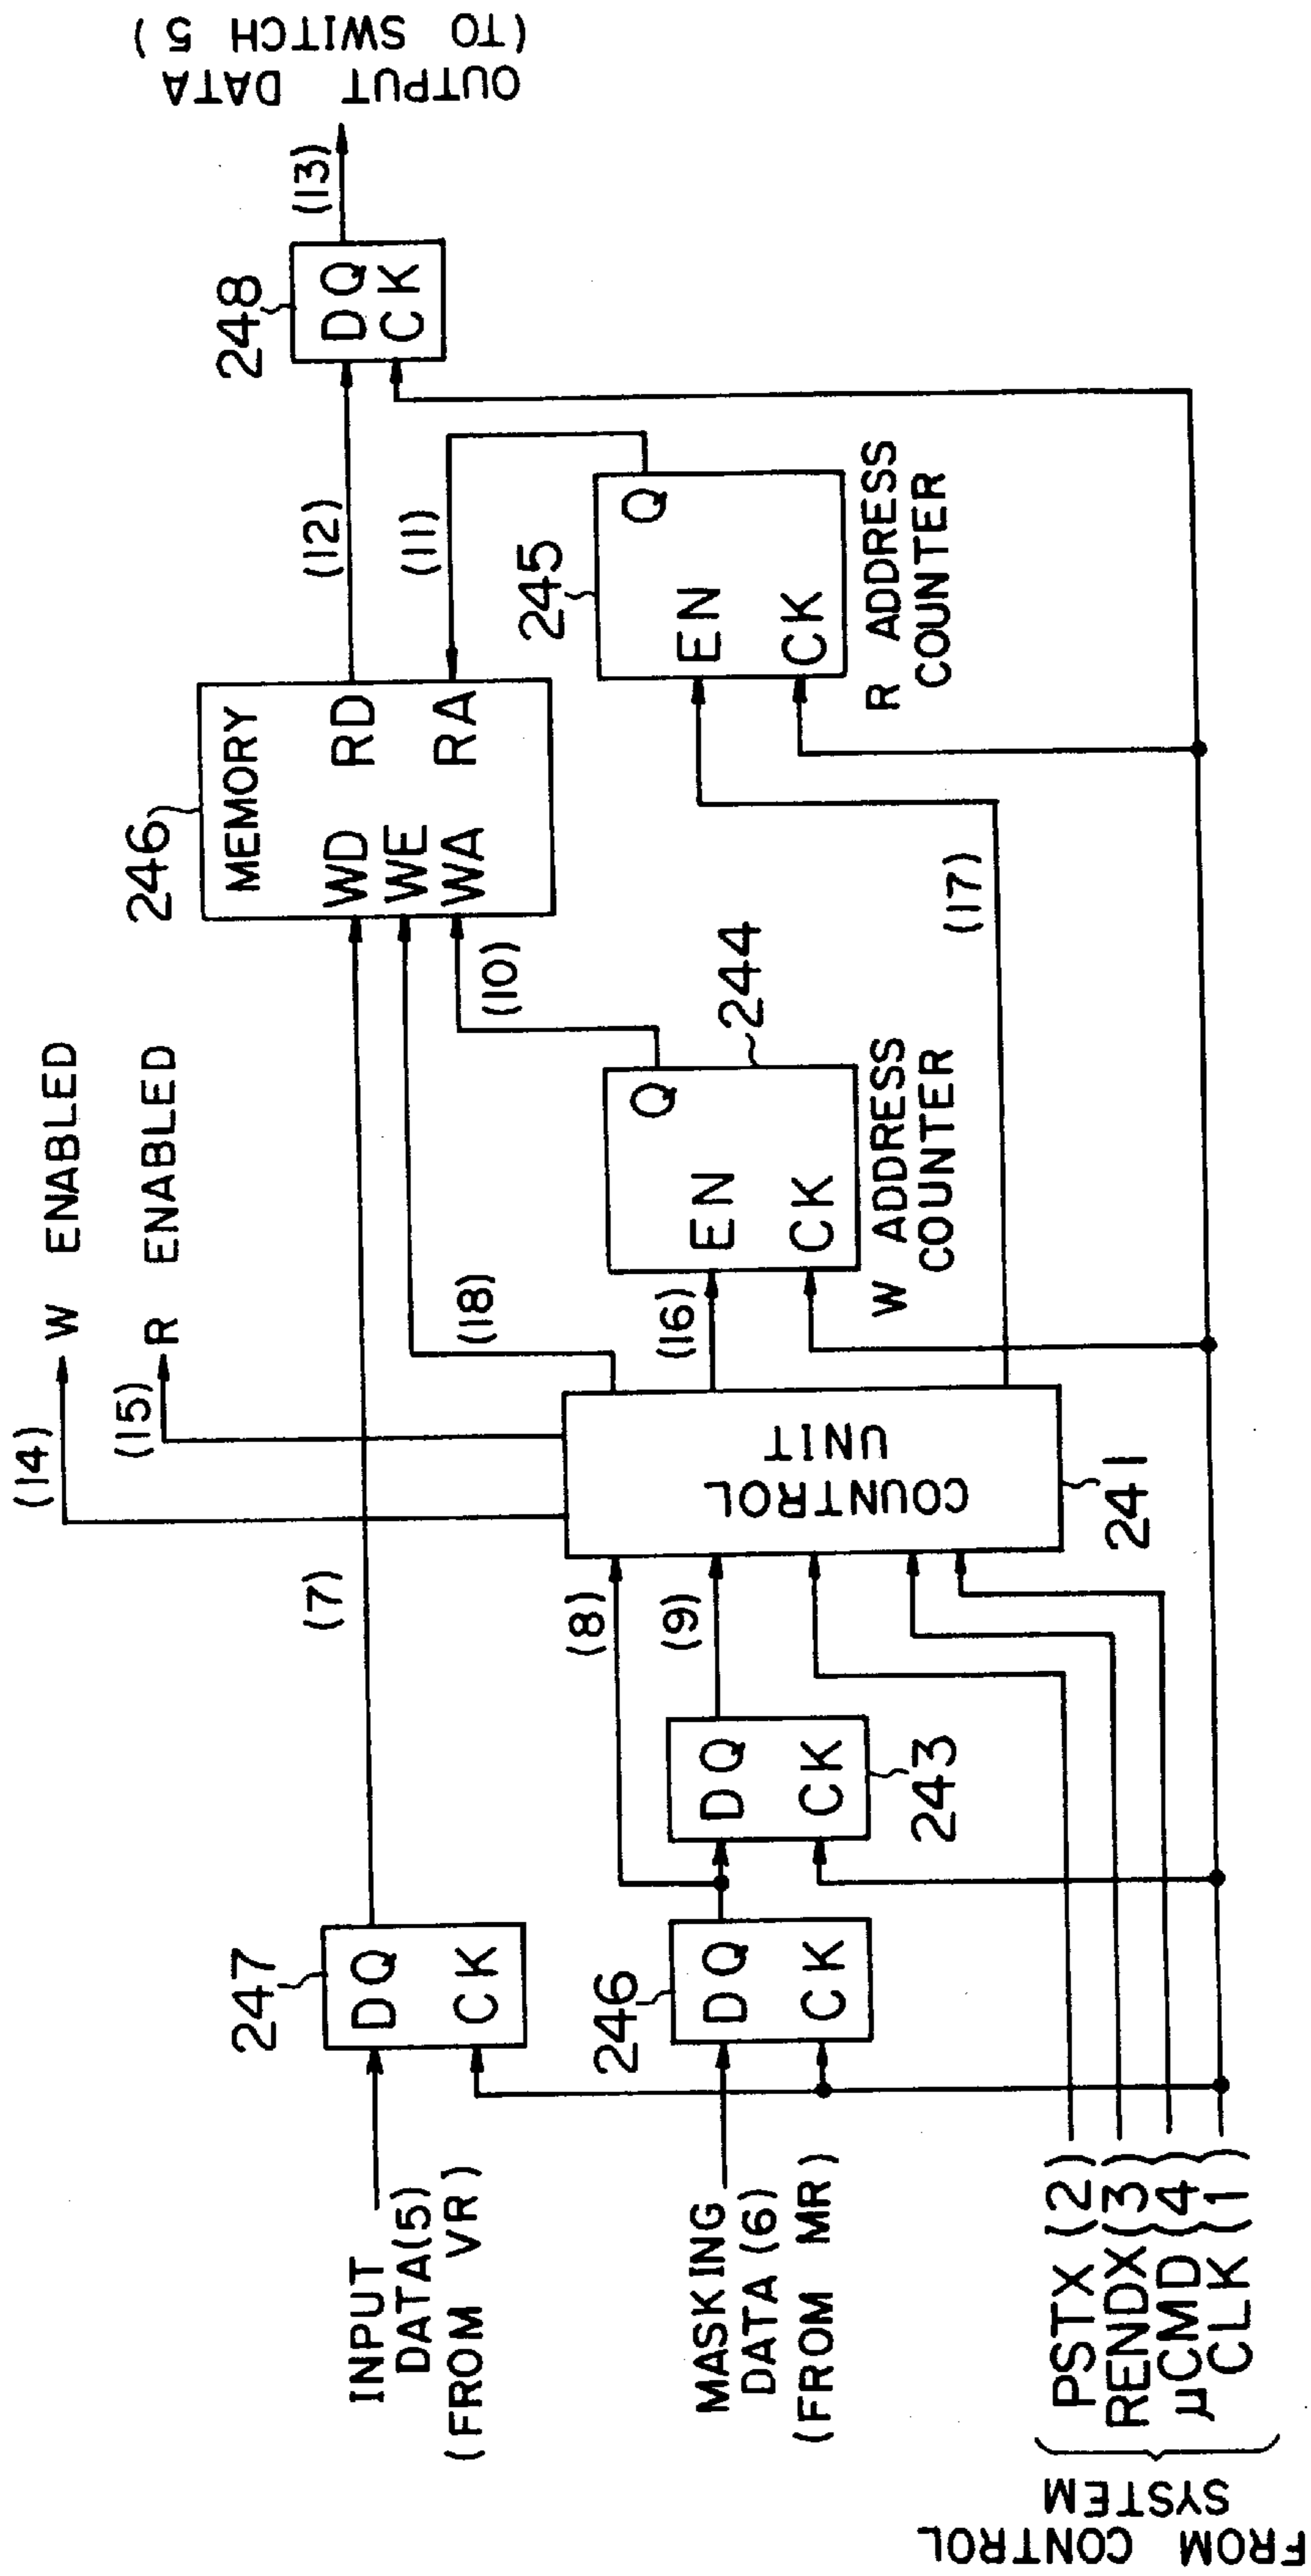 INPUT
DATA(5)
(FROM VR)
247
DQ
CK
(7)
MASKING
DATA (6)
(FROM MR)
246
DQ
CK
243
DQ
CK
(8)
(9)
FROM CONTROL
SYSTEM
PSTX (2)
RENDX (3)
μCMD (4)
CLK (1)
COUTROL
UNIT
241
(14)
W ENABLED
(15)
R ENABLED
(18)
(16)
(17)
Q
EN
CK
244
W ADDRESS
COUNTER
(10)
246
MEMORY
WD RD
WE
WA RA
(12)
(11)
245
Q
EN
CK
R ADDRESS
COUNTER
248
DQ
CK
(13)
OUTPUT DATA
(TO SWITCH 5)